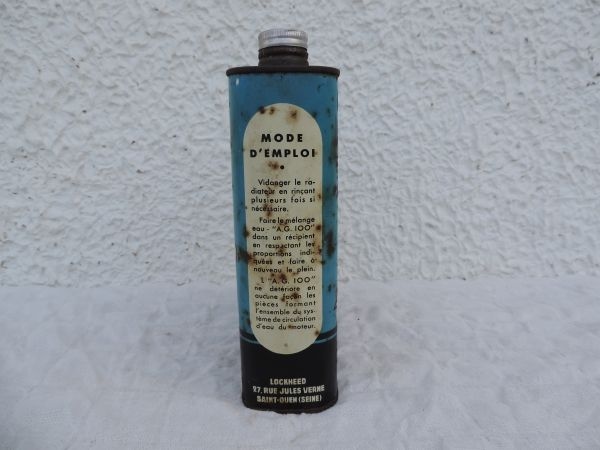 MODE
D'EMPLOI
Vidanger le ra-
diateur en rinçant
plusieurs fois si
nécessaire.
Faire le mélange
eau - "A.G. 100"
dans un récipient
en respectant les
proportions indi-
quées et faire à
nouveau le plein.
L'"A.G. 100"
ne détériore en
aucune façon les
pièces formant
l'ensemble du sys-
tème de circulation
d'eau du moteur.
LOCKHEED
27, RUE JULES VERNE
SAINT-OUEN (SEINE)